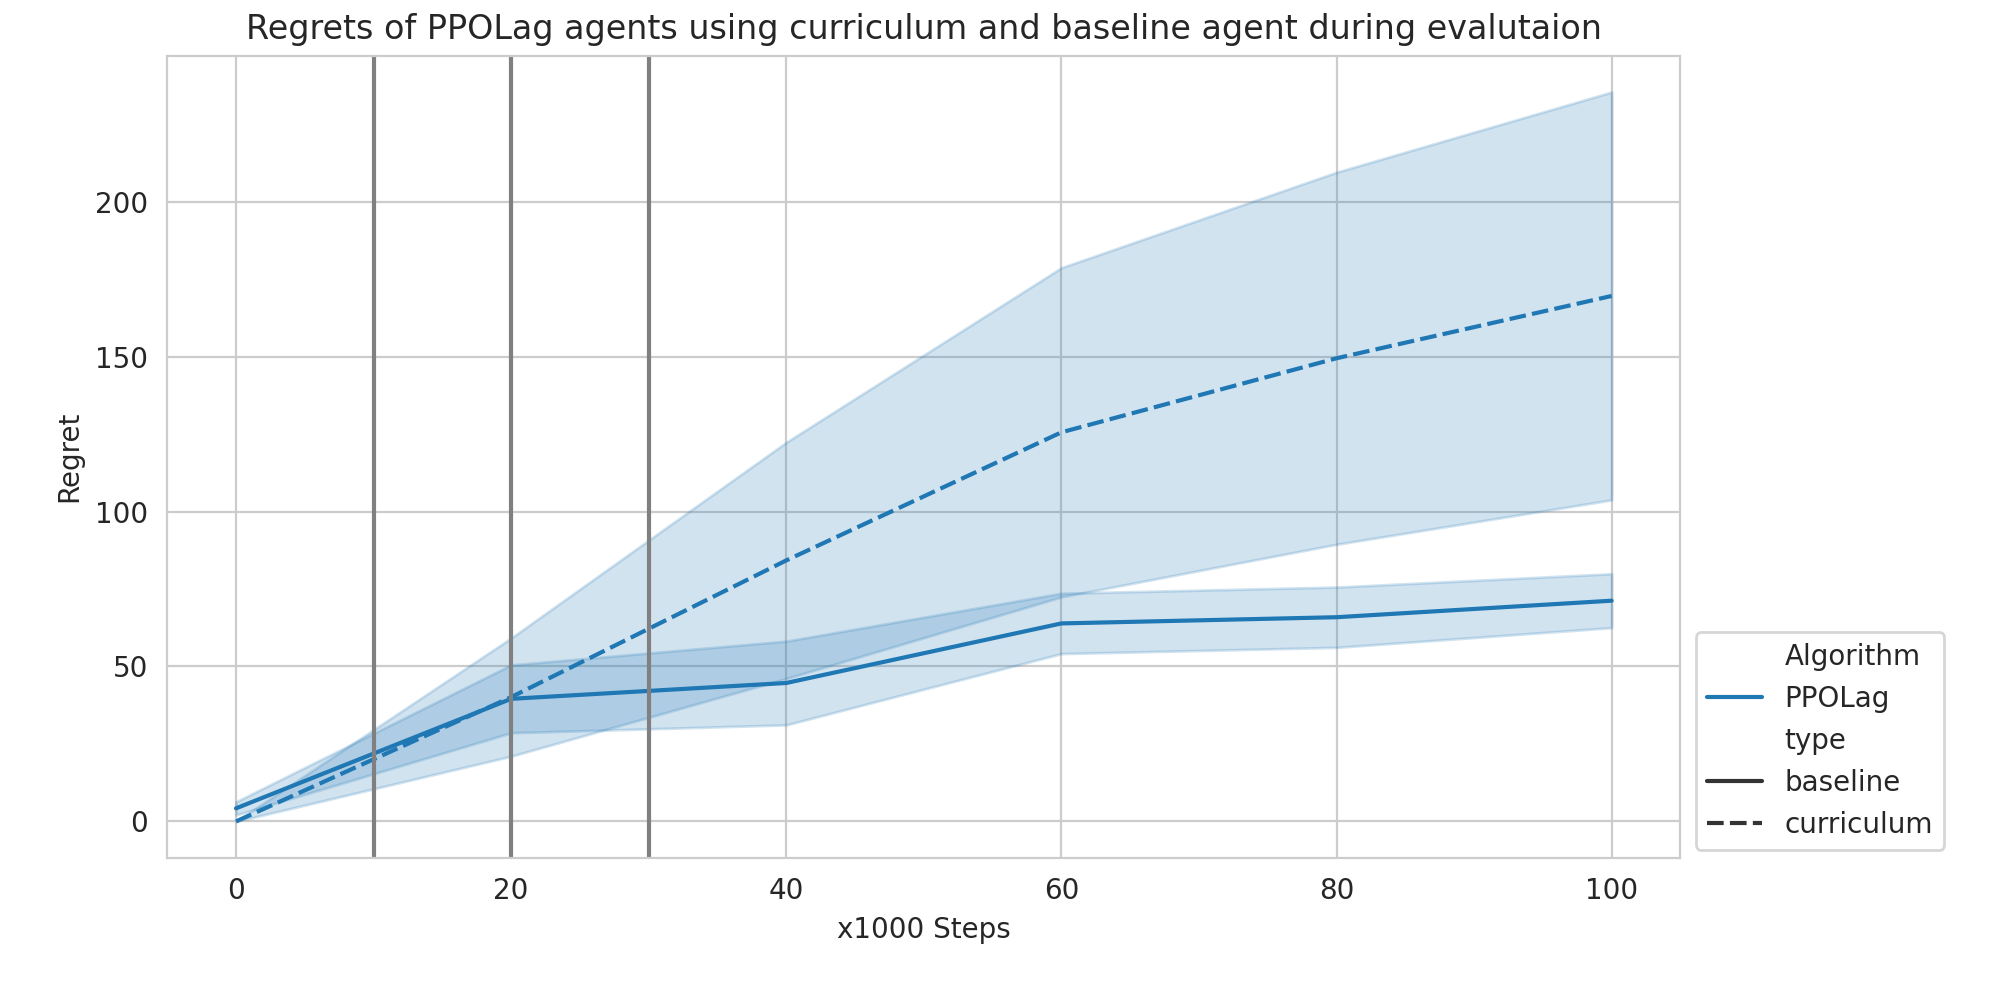 Regrets of PPOLag agents using curriculum and baseline agent during evalutaion
Regret
200
150
100
50
0
0 20 40 60 80 100
x1000 Steps
Algorithm
PPOLag
type
baseline
curriculum